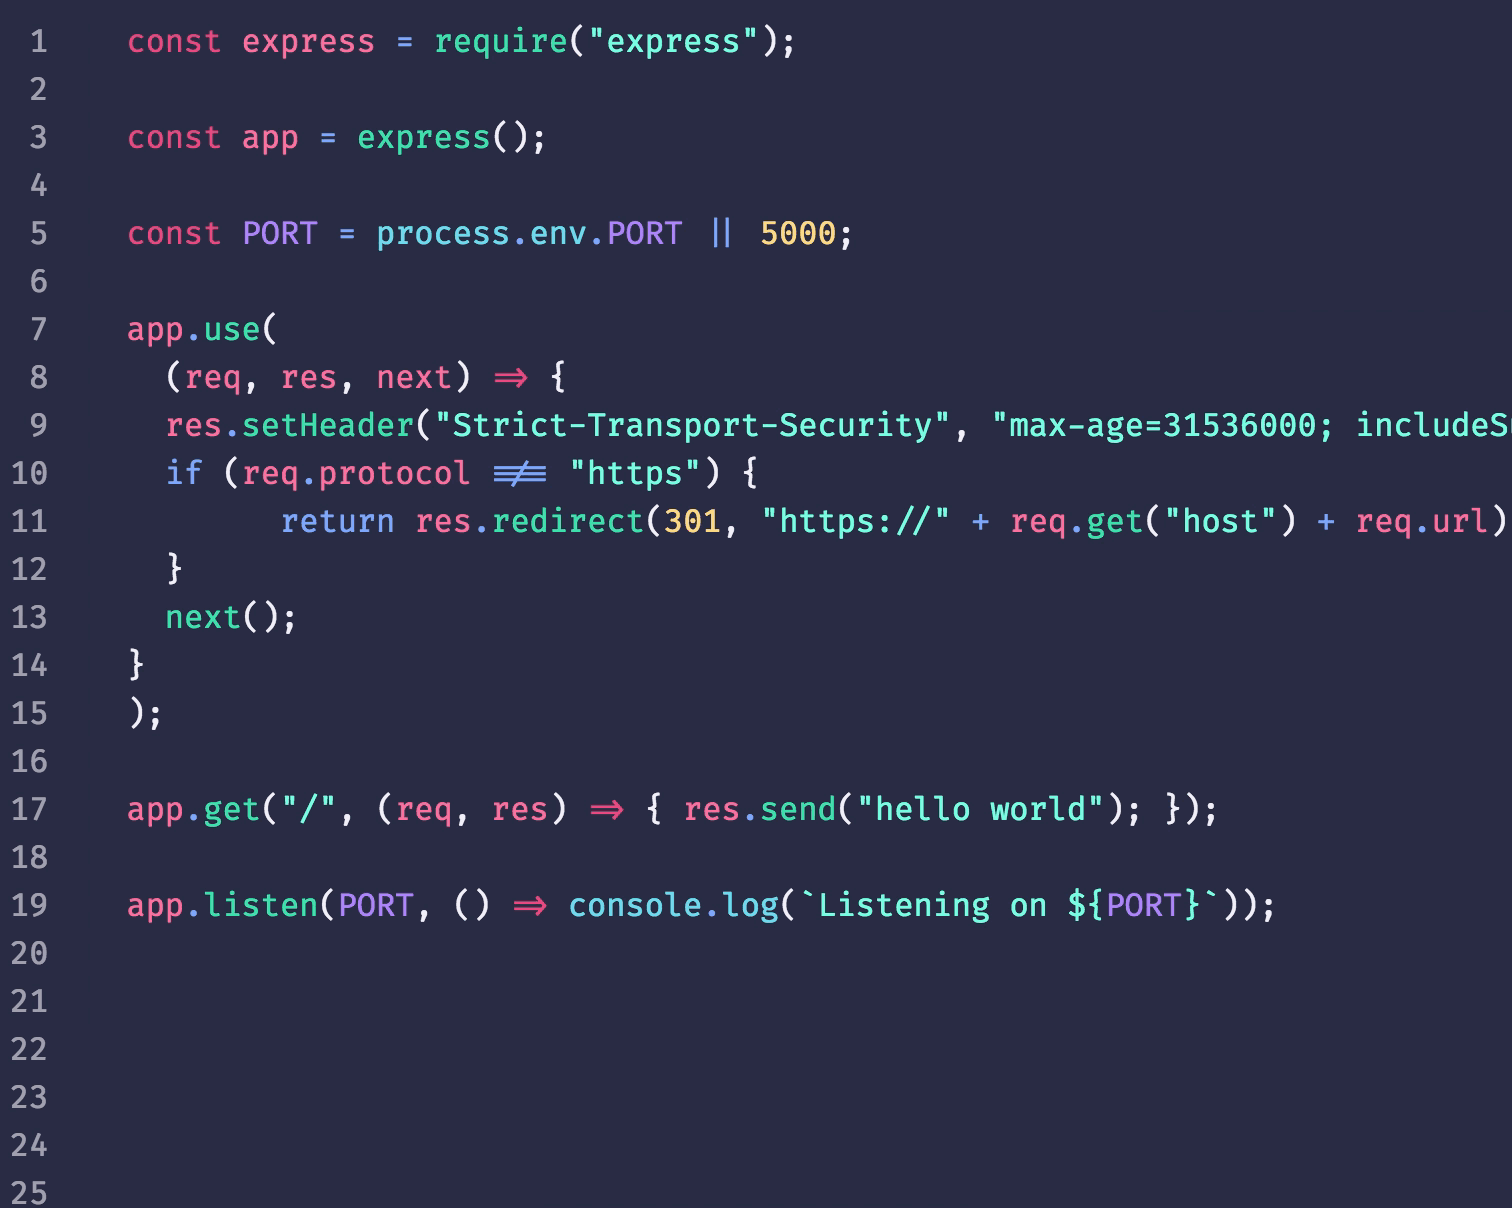 1 const express = require("express");
2
3 const app = express();
4
5 const PORT = process.env.PORT || 5000;
6
7 app.use(
8 (req, res, next) => {
9 res.setHeader("Strict-Transport-Security", "max-age=31536000; includeS
10 if (req.protocol !== "https") {
11 return res.redirect(301, "https://" + req.get("host") + req.url)
12 }
13 next();
14 }
15 );
16
17 app.get("/", (req, res) => { res.send("hello world"); });
18
19 app.listen(PORT, () => console.log(`Listening on ${PORT}`));
20
21
22
23
24
25